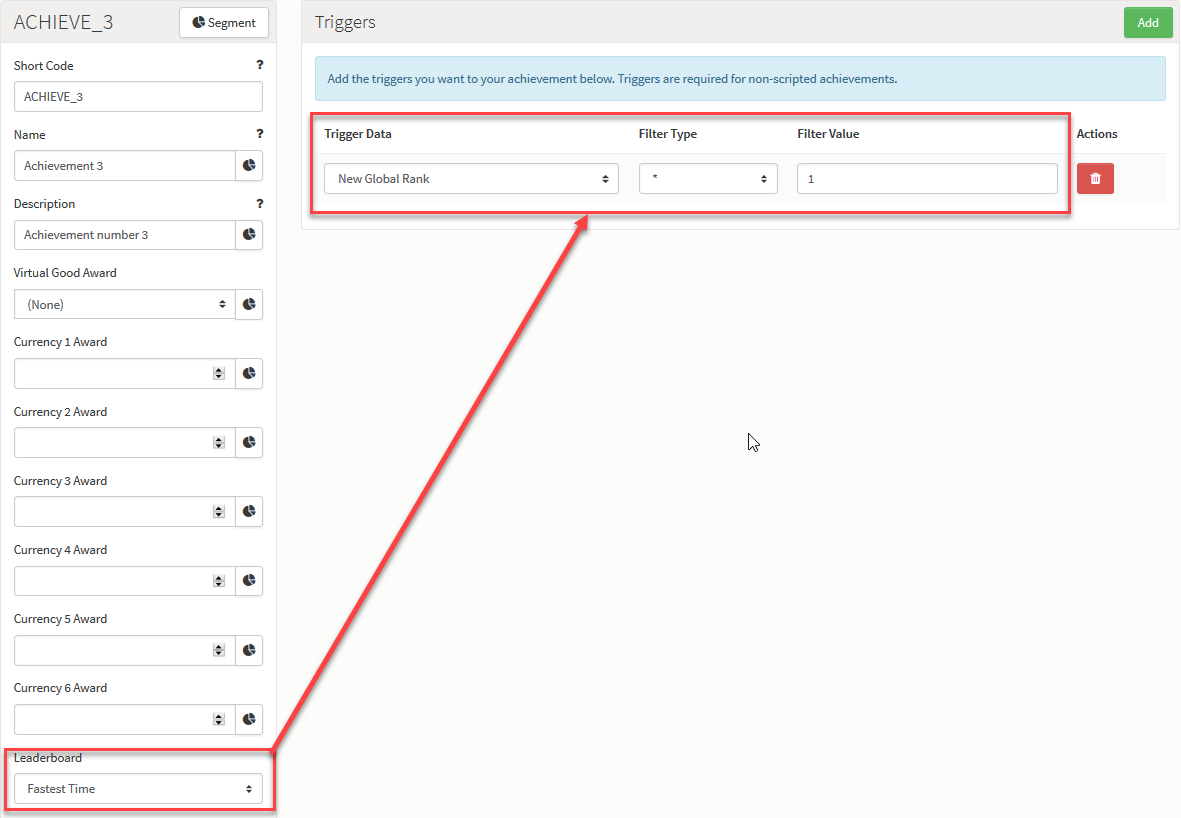 ACHIEVE_3
Segment
Short Code ?
ACHIEVE_3
Name ?
Achievement 3
Description ?
Achievement number 3
Virtual Good Award
(None)
Currency 1 Award
Currency 2 Award
Currency 3 Award
Currency 4 Award
Currency 5 Award
Currency 6 Award
Leaderboard
Fastest Time
Triggers
Add
Add the triggers you want to your achievement below. Triggers are required for non-scripted achievements.
Trigger Data Filter Type Filter Value Actions
New Global Rank * 1